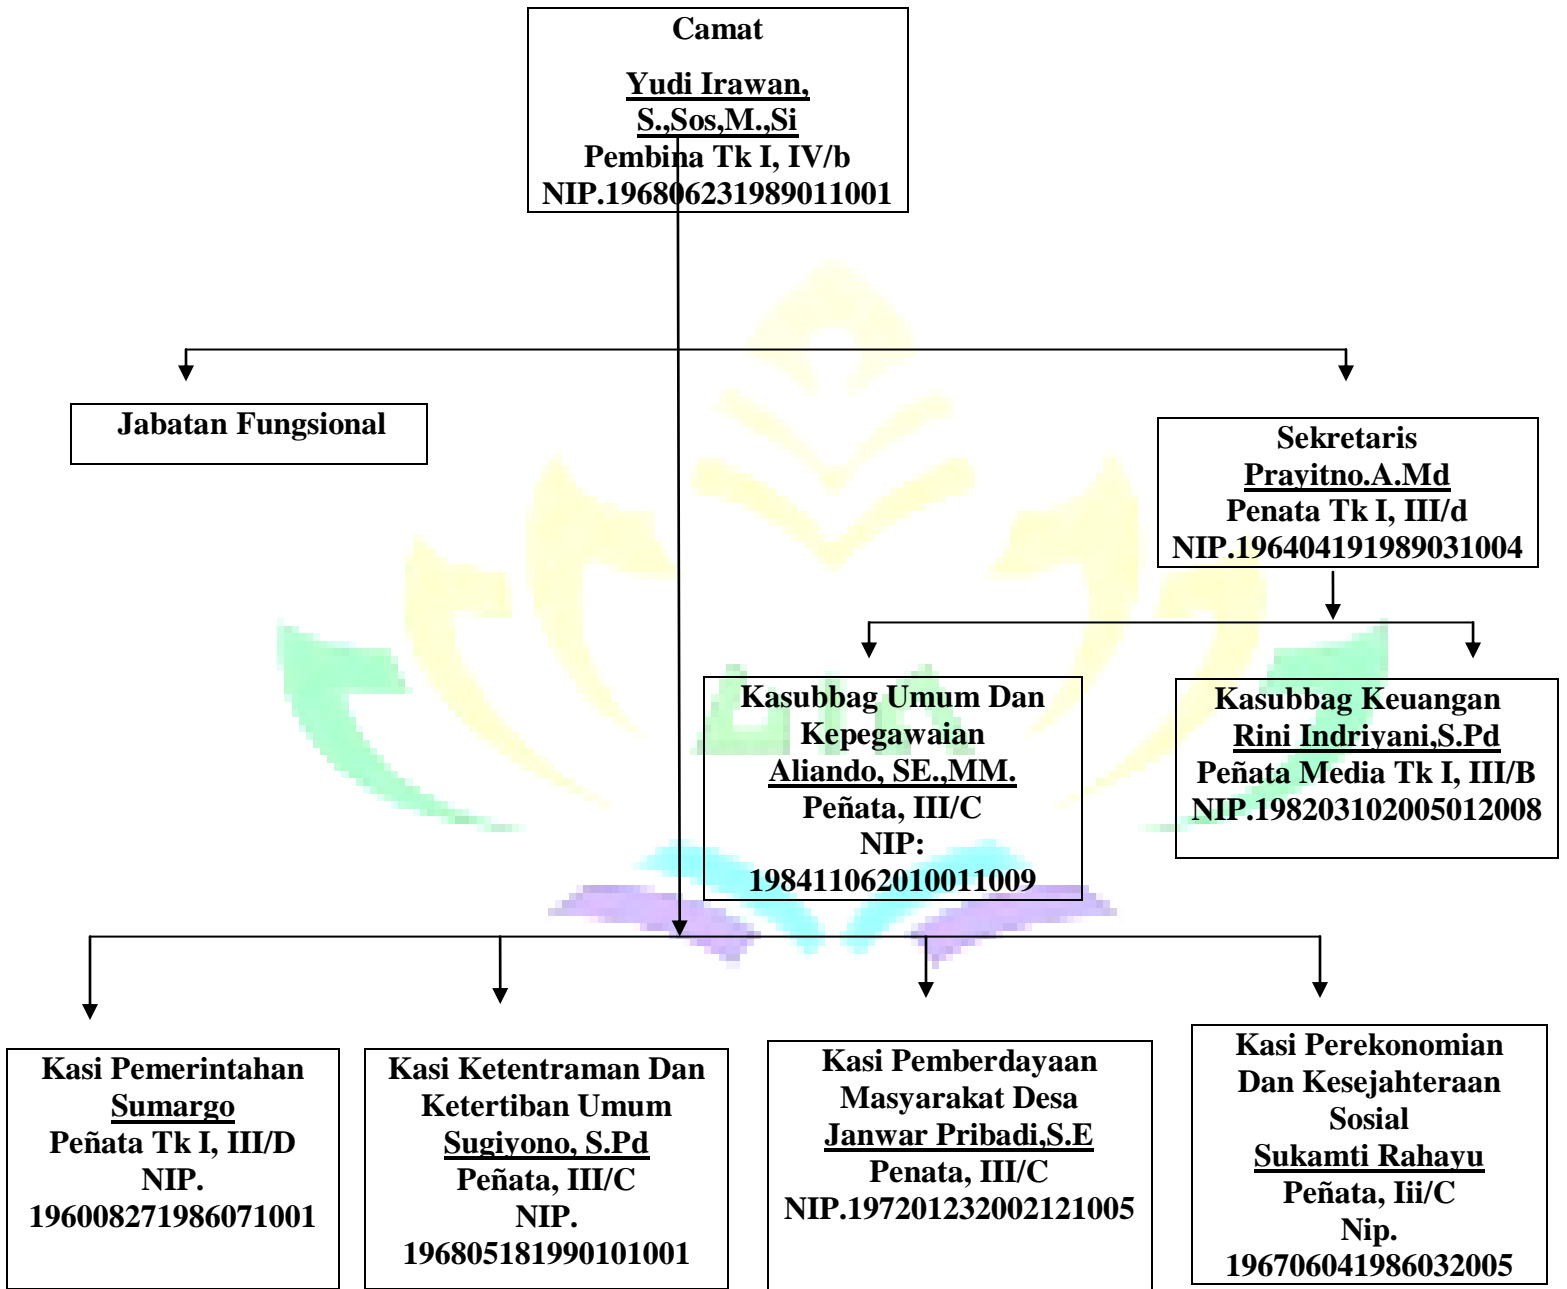 Camat
Yudi Irawan,
S.,Sos,M.,Si
Pembina Tk I, IV/b
NIP.196806231989011001
Jabatan Fungsional
Sekretaris
Prayitno.A.Md
Penata Tk I, III/d
NIP.196404191989031004
Kasubbag Umum Dan
Kepegawaian
Aliando, SE.,MM.
Peñata, III/C
NIP:
198411062010011009
Kasubbag Keuangan
Rini Indriyani,S.Pd
Peñata Media Tk I, III/B
NIP.198203102005012008
Kasi Pemerintahan
Sumargo
Peñata Tk I, III/D
NIP.
196008271986071001
Kasi Ketentraman Dan
Ketertiban Umum
Sugiyono, S.Pd
Peñata, III/C
NIP.
196805181990101001
Kasi Pemberdayaan
Masyarakat Desa
Janwar Pribadi,S.E
Penata, III/C
NIP.197201232002121005
Kasi Perekonomian
Dan Kesejahteraan
Sosial
Sukamti Rahayu
Peñata, Iii/C
Nip.
196706041986032005